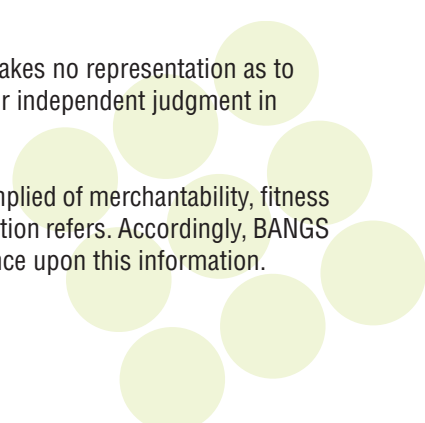 akes no representation as to
r independent judgment in
nplied of merchantability, fitness
tion refers. Accordingly, BANGS
nce upon this information.